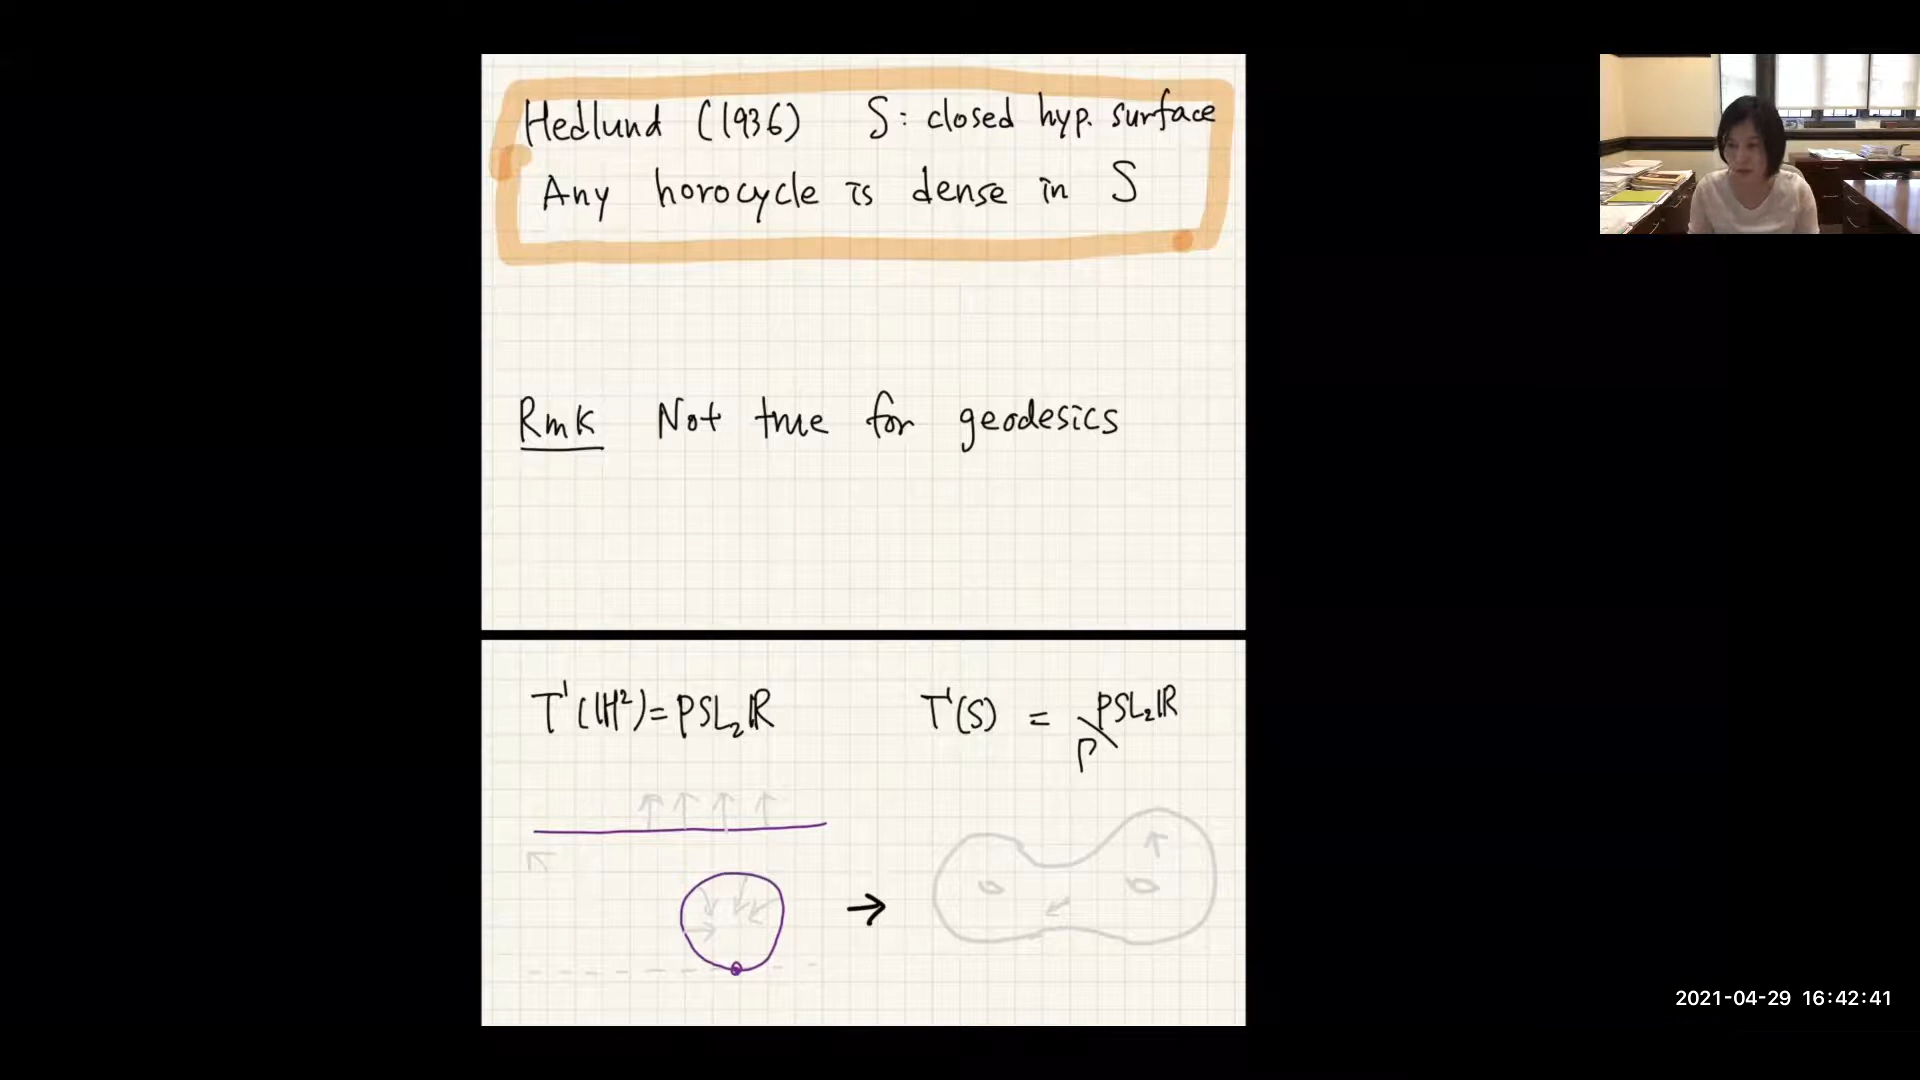 Hedlund (1936) S: closed hyp. surface
Any horocycle is dense in S
Rmk Not true for geodesics
T¹(ℍ²) = PSL₂ℝ T¹(S) = Γ\PSL₂ℝ
2021-04-29 16:42:41